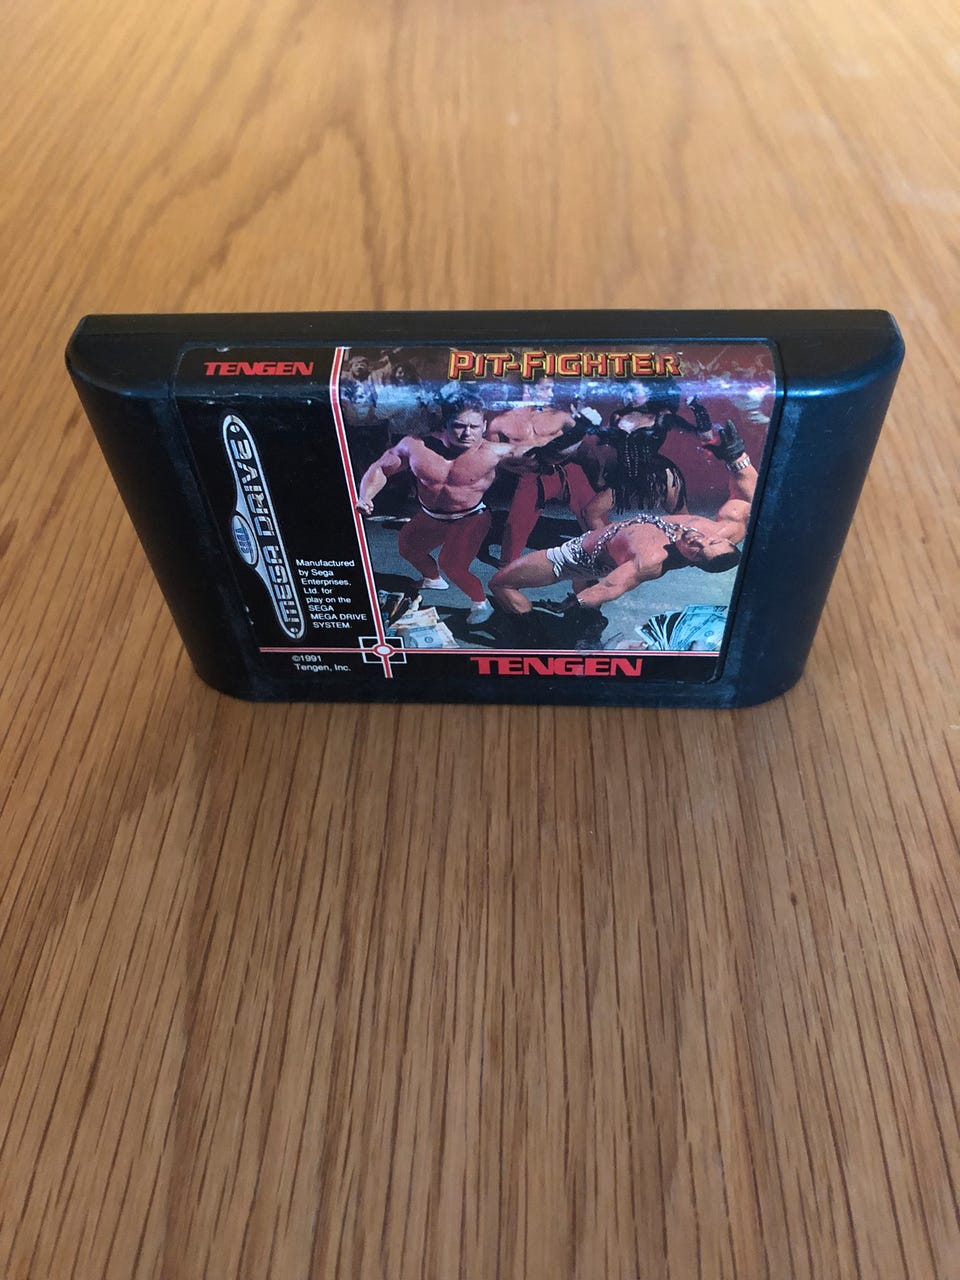 TENGEN
PIT-FIGHTER
SEGA
MEGA DRIVE
Manufactured
by Sega
Enterprises,
Ltd. for
play on the
SEGA
MEGA DRIVE
SYSTEM.
©1991
Tengen, Inc.
TENGEN